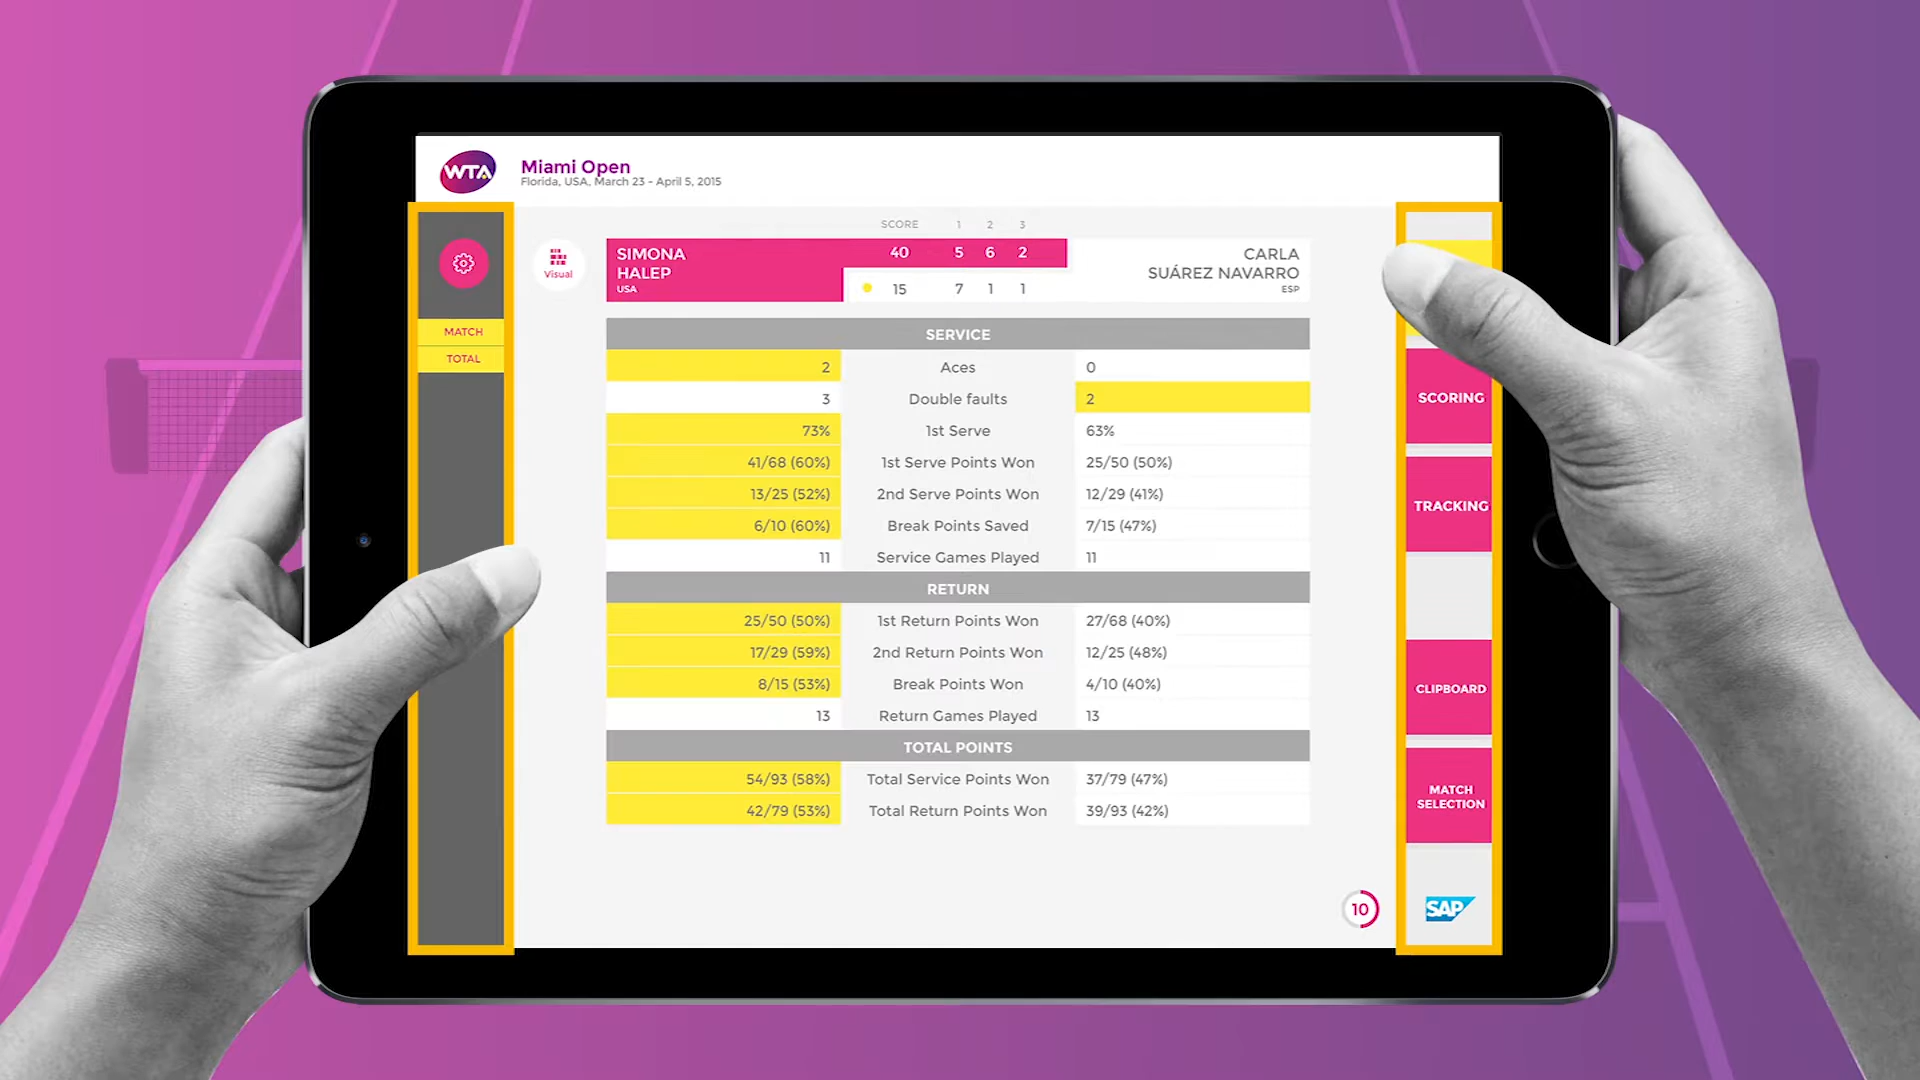 WTA
Miami Open
Florida, USA, March 23 - April 5, 2015
MATCH
TOTAL
Visual
SCORE 1 2 3
SIMONA
HALEP
USA
40 5 6 2
15 7 1 1
CARLA
SUÁREZ NAVARRO
ESP
SERVICE
2 Aces 0
3 Double faults 2
73% 1st Serve 63%
41/68 (60%) 1st Serve Points Won 25/50 (50%)
13/25 (52%) 2nd Serve Points Won 12/29 (41%)
6/10 (60%) Break Points Saved 7/15 (47%)
11 Service Games Played 11
RETURN
25/50 (50%) 1st Return Points Won 27/68 (40%)
17/29 (59%) 2nd Return Points Won 12/25 (48%)
8/15 (53%) Break Points Won 4/10 (40%)
13 Return Games Played 13
TOTAL POINTS
54/93 (58%) Total Service Points Won 37/79 (47%)
42/79 (53%) Total Return Points Won 39/93 (42%)
10
SCORING
TRACKING
CLIPBOARD
MATCH
SELECTION
SAP